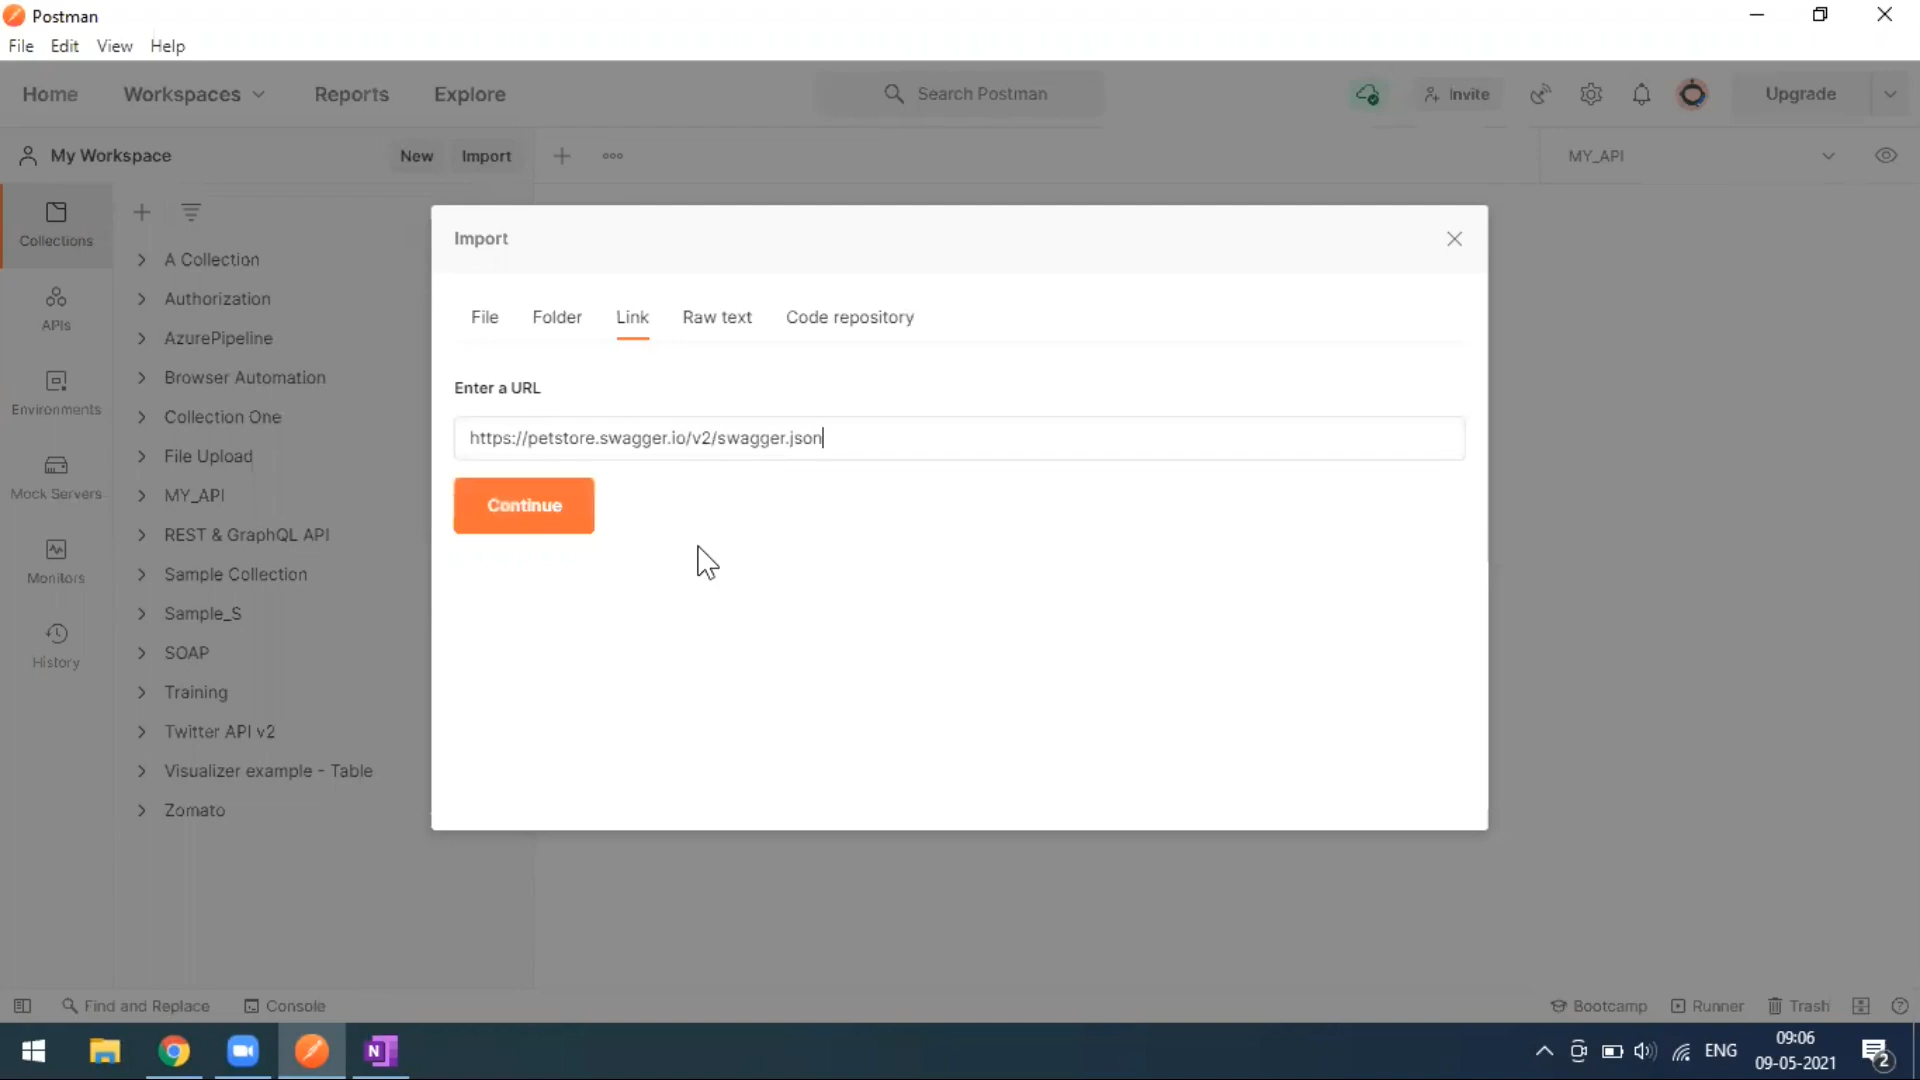 Postman
File Edit View Help
Home Workspaces Reports Explore Search Postman Invite Upgrade
My Workspace New Import MY_API
Collections
APIs
Environments
Mock Servers
Monitors
History
A Collection
Authorization
AzurePipeline
Browser Automation
Collection One
File Upload
MY_API
REST & GraphQL API
Sample Collection
Sample_S
SOAP
Training
Twitter API v2
Visualizer example - Table
Zomato
Import
File Folder Link Raw text Code repository
Enter a URL
https://petstore.swagger.io/v2/swagger.json
Continue
Find and Replace Console Bootcamp Runner Trash
N ENG 09:06 2
09-05-2021